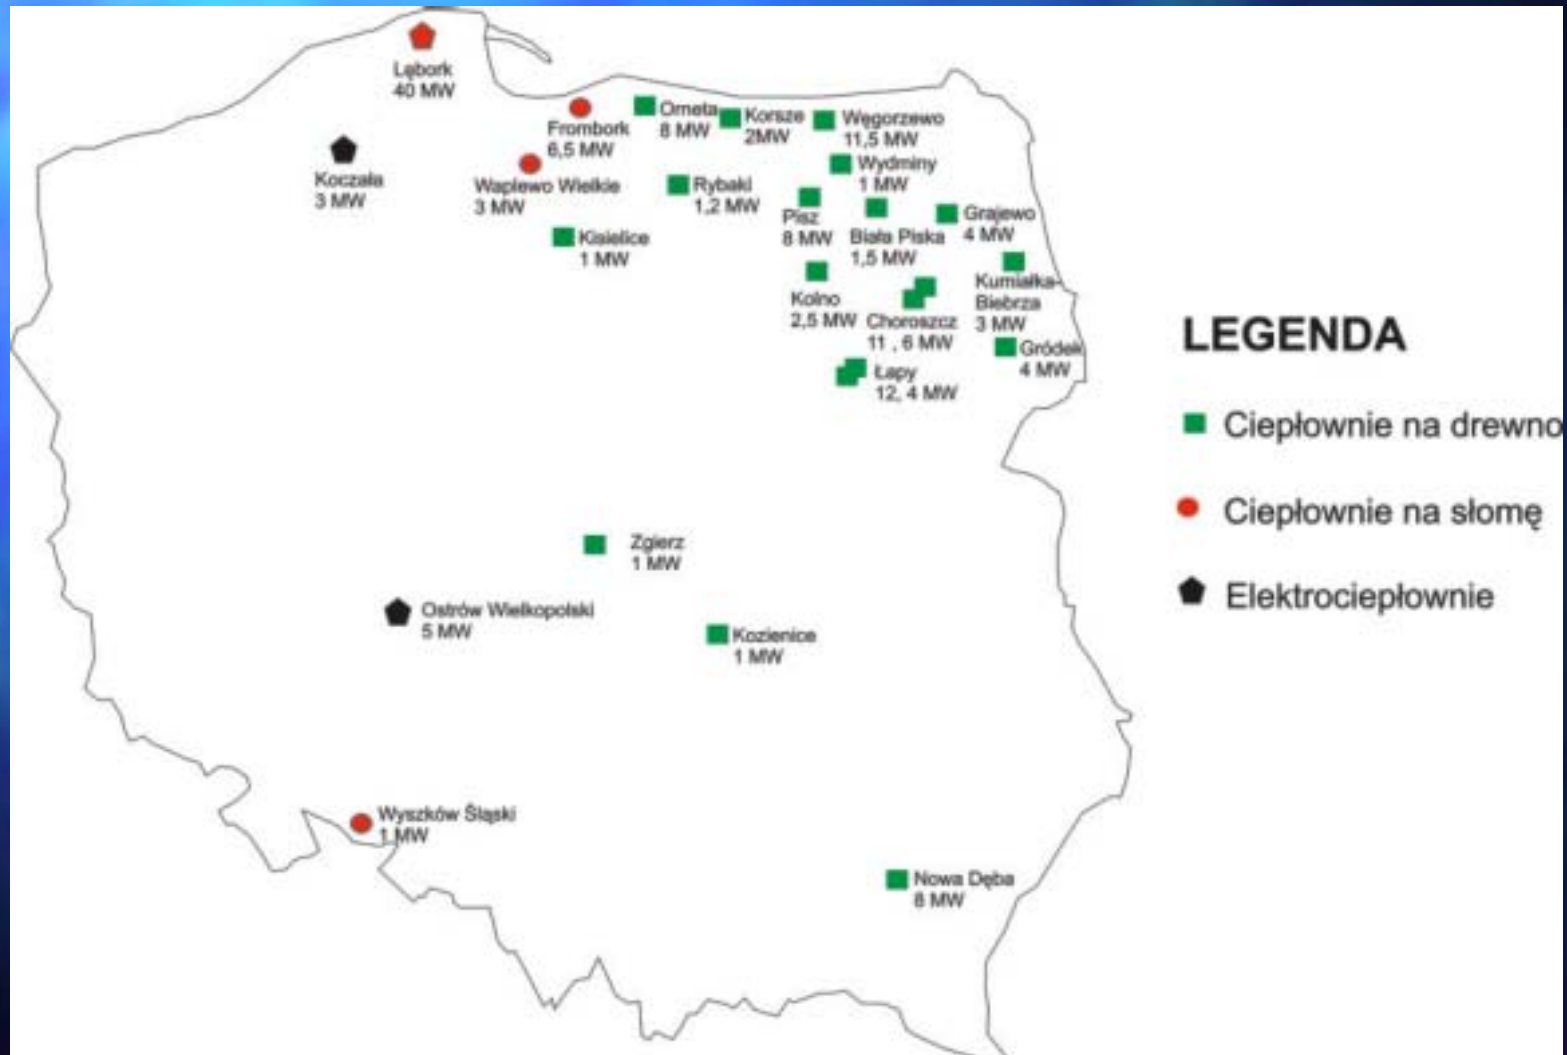 Lębork
40 MW
Frombork
6,5 MW
Orneta
8 MW
Korsze
2MW
Węgorzewo
11,5 MW
Koczała
3 MW
Waplewo Wielkie
3 MW
Rybaki
1,2 MW
Wydminy
1 MW
Pisz
8 MW
Biała Piska
1,5 MW
Grajewo
4 MW
Kisielice
1 MW
Kolno
2,5 MW
Choroszcz
11 , 6 MW
Kumiałka-
Biebrza
3 MW
Gródek
4 MW
Łapy
12, 4 MW
Zgierz
1 MW
Ostrów Wielkopolski
5 MW
Kozienice
1 MW
Wyszków Śląski
1 MW
Nowa Dęba
8 MW
LEGENDA
Ciepłownie na drewno
Ciepłownie na słomę
Elektrociepłownie